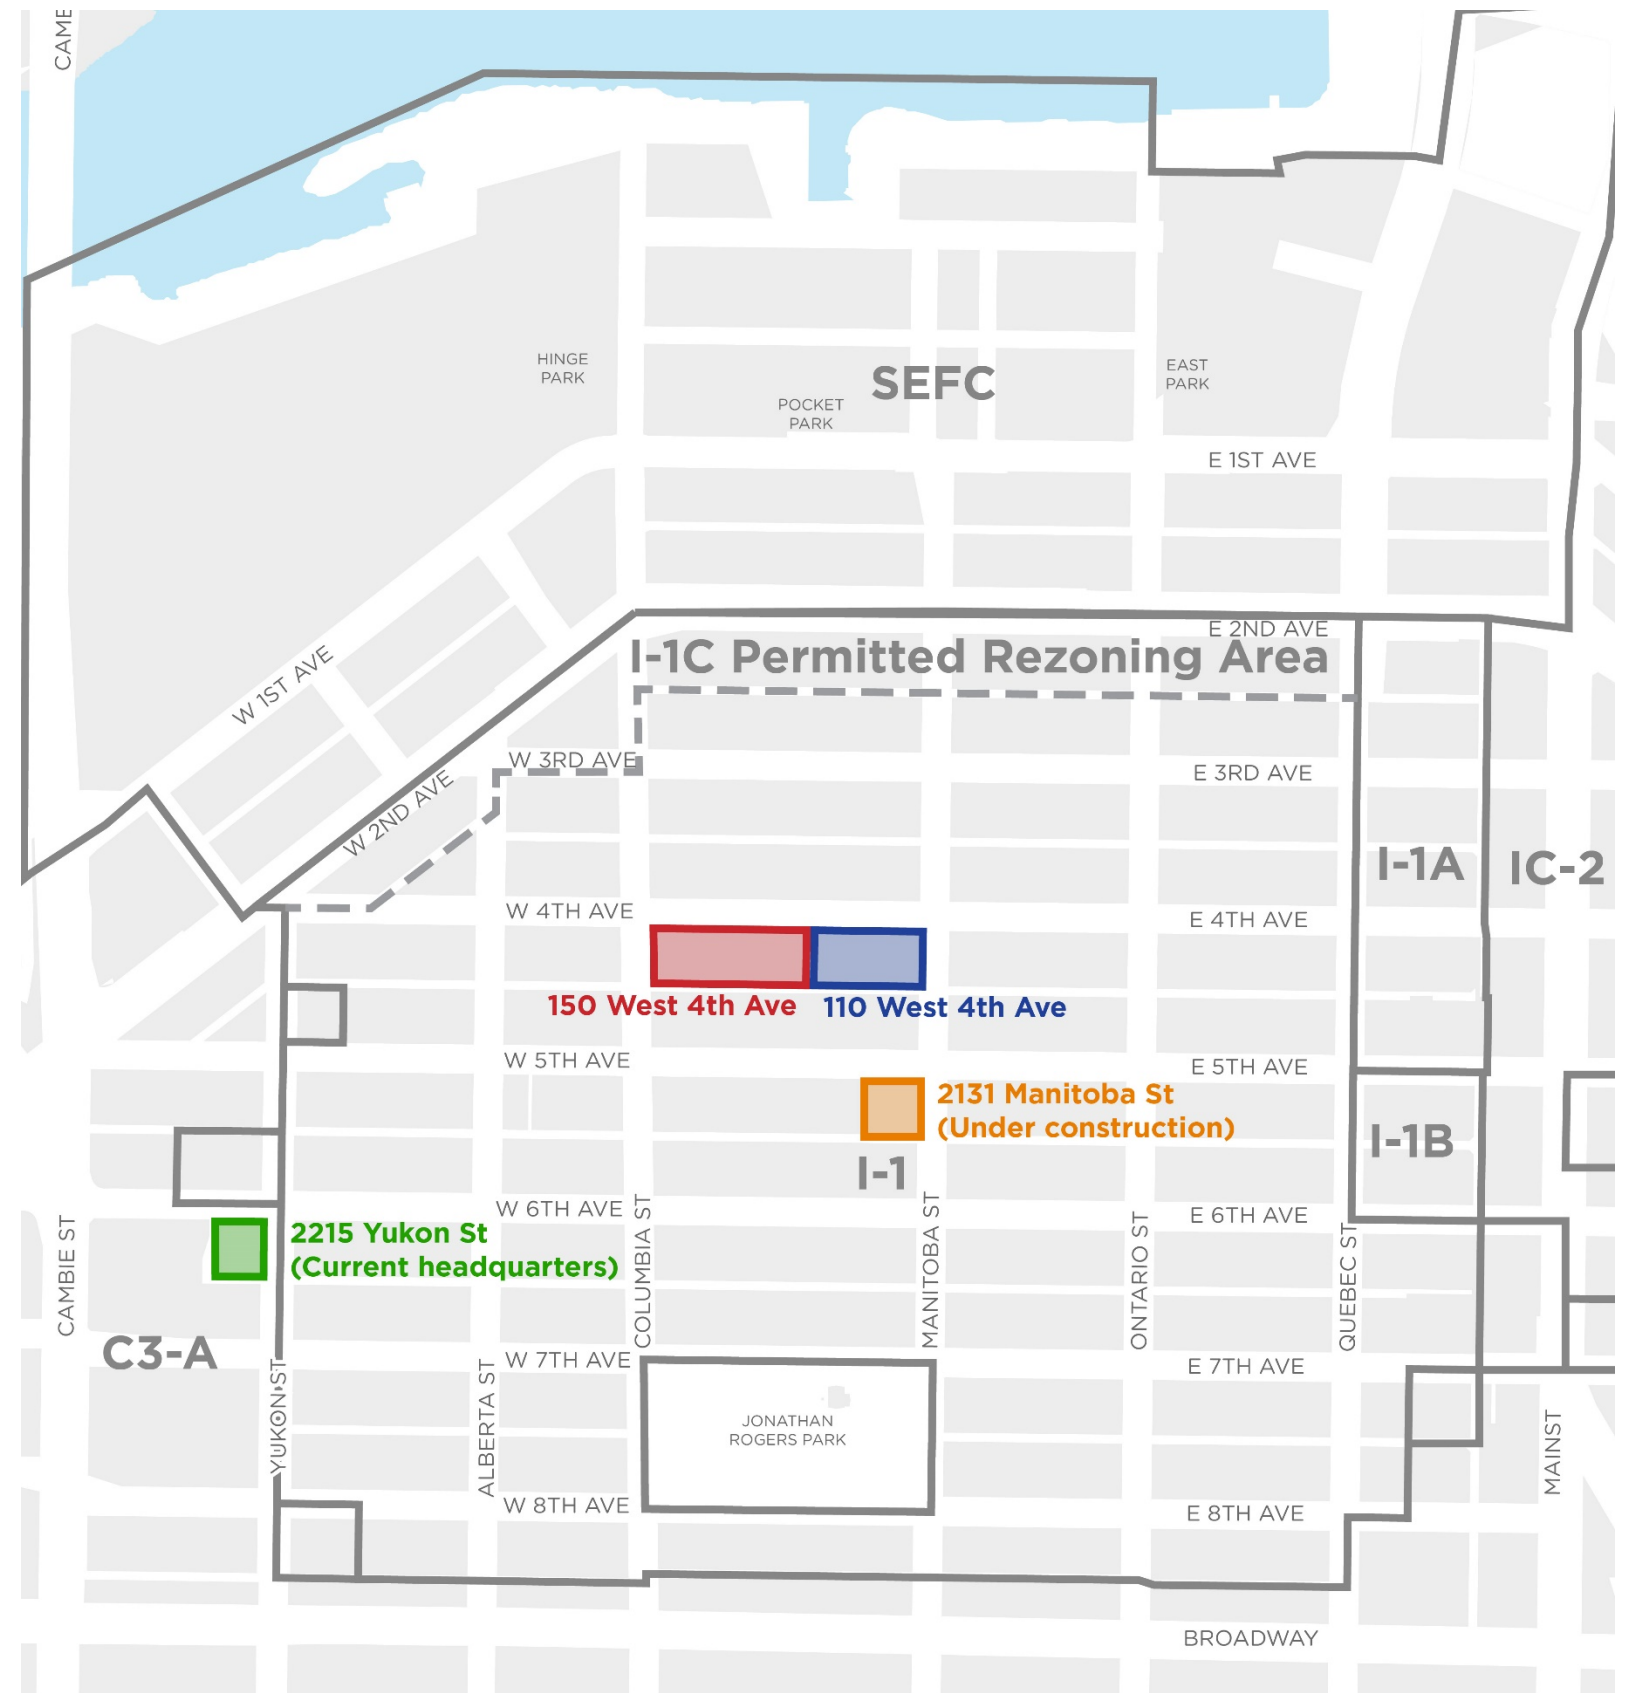 CAMB
HINGE
PARK
SEFC
EAST
PARK
POCKET
PARK
E 1ST AVE
E 2ND AVE
I-1C Permitted Rezoning Area
W 1ST AVE
W 3RD AVE
E 3RD AVE
W 2ND AVE
I-1A
IC-2
W 4TH AVE
E 4TH AVE
150 West 4th Ave
110 West 4th Ave
W 5TH AVE
E 5TH AVE
2131 Manitoba St
(Under construction)
I-1B
I-1
W 6TH AVE
E 6TH AVE
2215 Yukon St
(Current headquarters)
CAMBIE ST
COLUMBIA ST
MANITOBA ST
ONTARIO ST
QUEBEC ST
C3-A
W 7TH AVE
E 7TH AVE
YUKON ST
ALBERTA ST
JONATHAN
ROGERS PARK
MAINST
W 8TH AVE
E 8TH AVE
BROADWAY